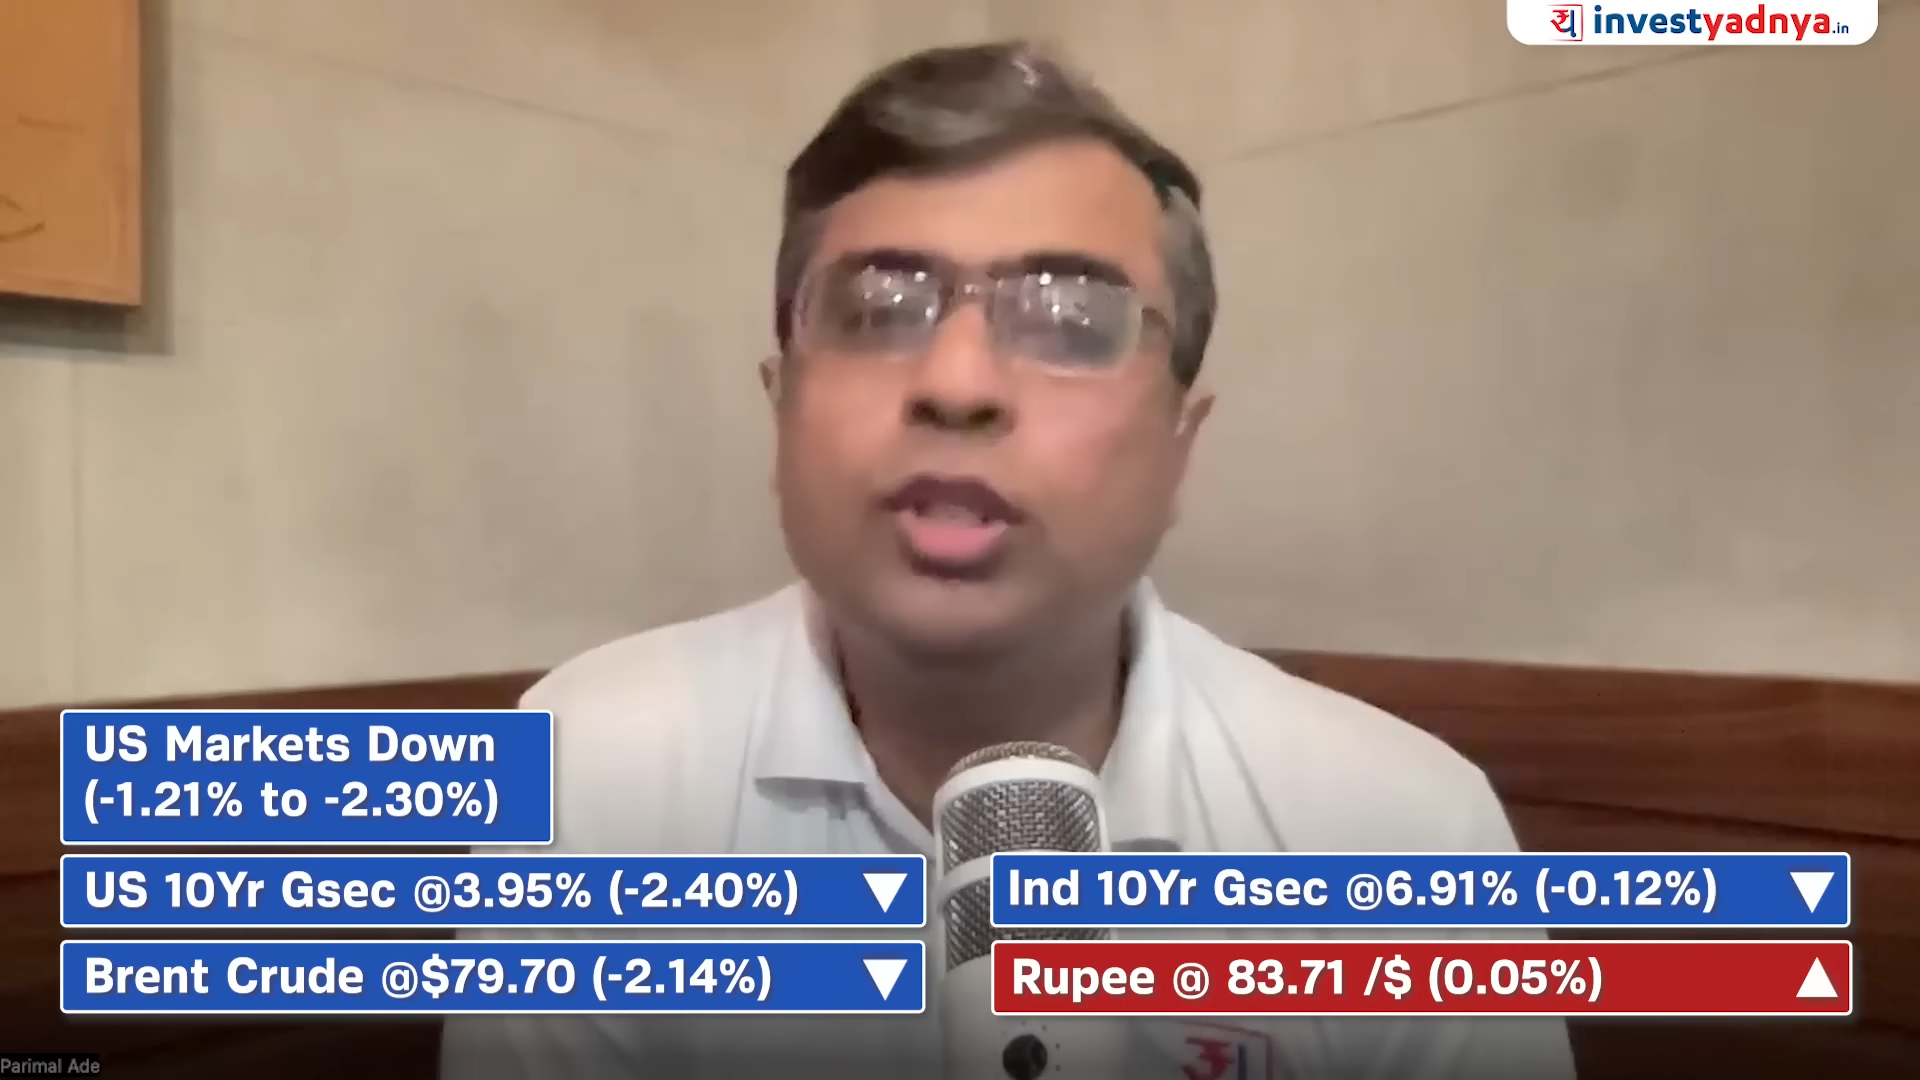 investyadnya.in
US Markets Down
(-1.21% to -2.30%)
US 10Yr Gsec @3.95% (-2.40%)
Ind 10Yr Gsec @6.91% (-0.12%)
Brent Crude @$79.70 (-2.14%)
Rupee @ 83.71 /$ (0.05%)
Parimal Ade